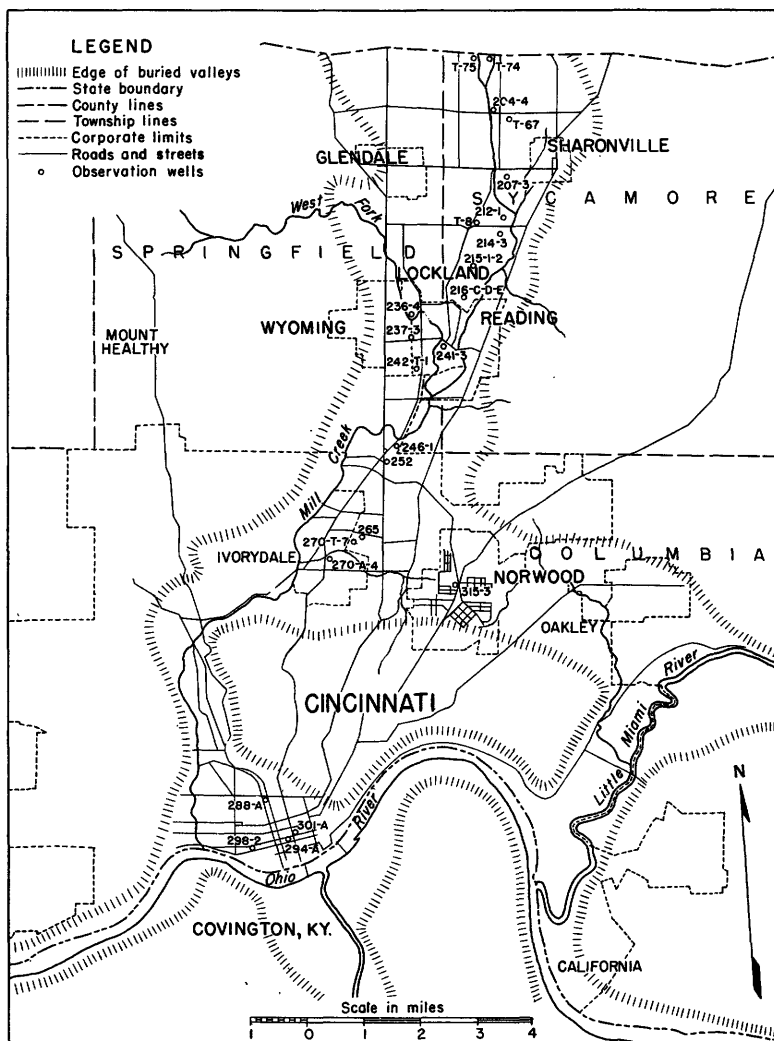 LEGEND
Edge of buried valleys
State boundary
County lines
Township lines
Corporate limits
Roads and streets
Observation wells
T-75
T-74
204-4
T-67
GLENDALE
SHARONVILLE
207-3
SYCAMORE
West Fork
212-1
T-8
214-3
SPRINGFIELD
215-1-2
LOCKLAND
216-C-D-E
236-4
WYOMING
READING
237-3
MOUNT
HEALTHY
241-3
242-T-1
246-1
252
Mill Creek
265
270-T-7
IVORYDALE
270-A-4
COLUMBIA
NORWOOD
315-3
OAKLEY
Little Miami River
CINCINNATI
N
288-A
301-A
298-2
294-A
Ohio River
COVINGTON, KY.
CALIFORNIA
Scale in miles
1 0 1 2 3 4